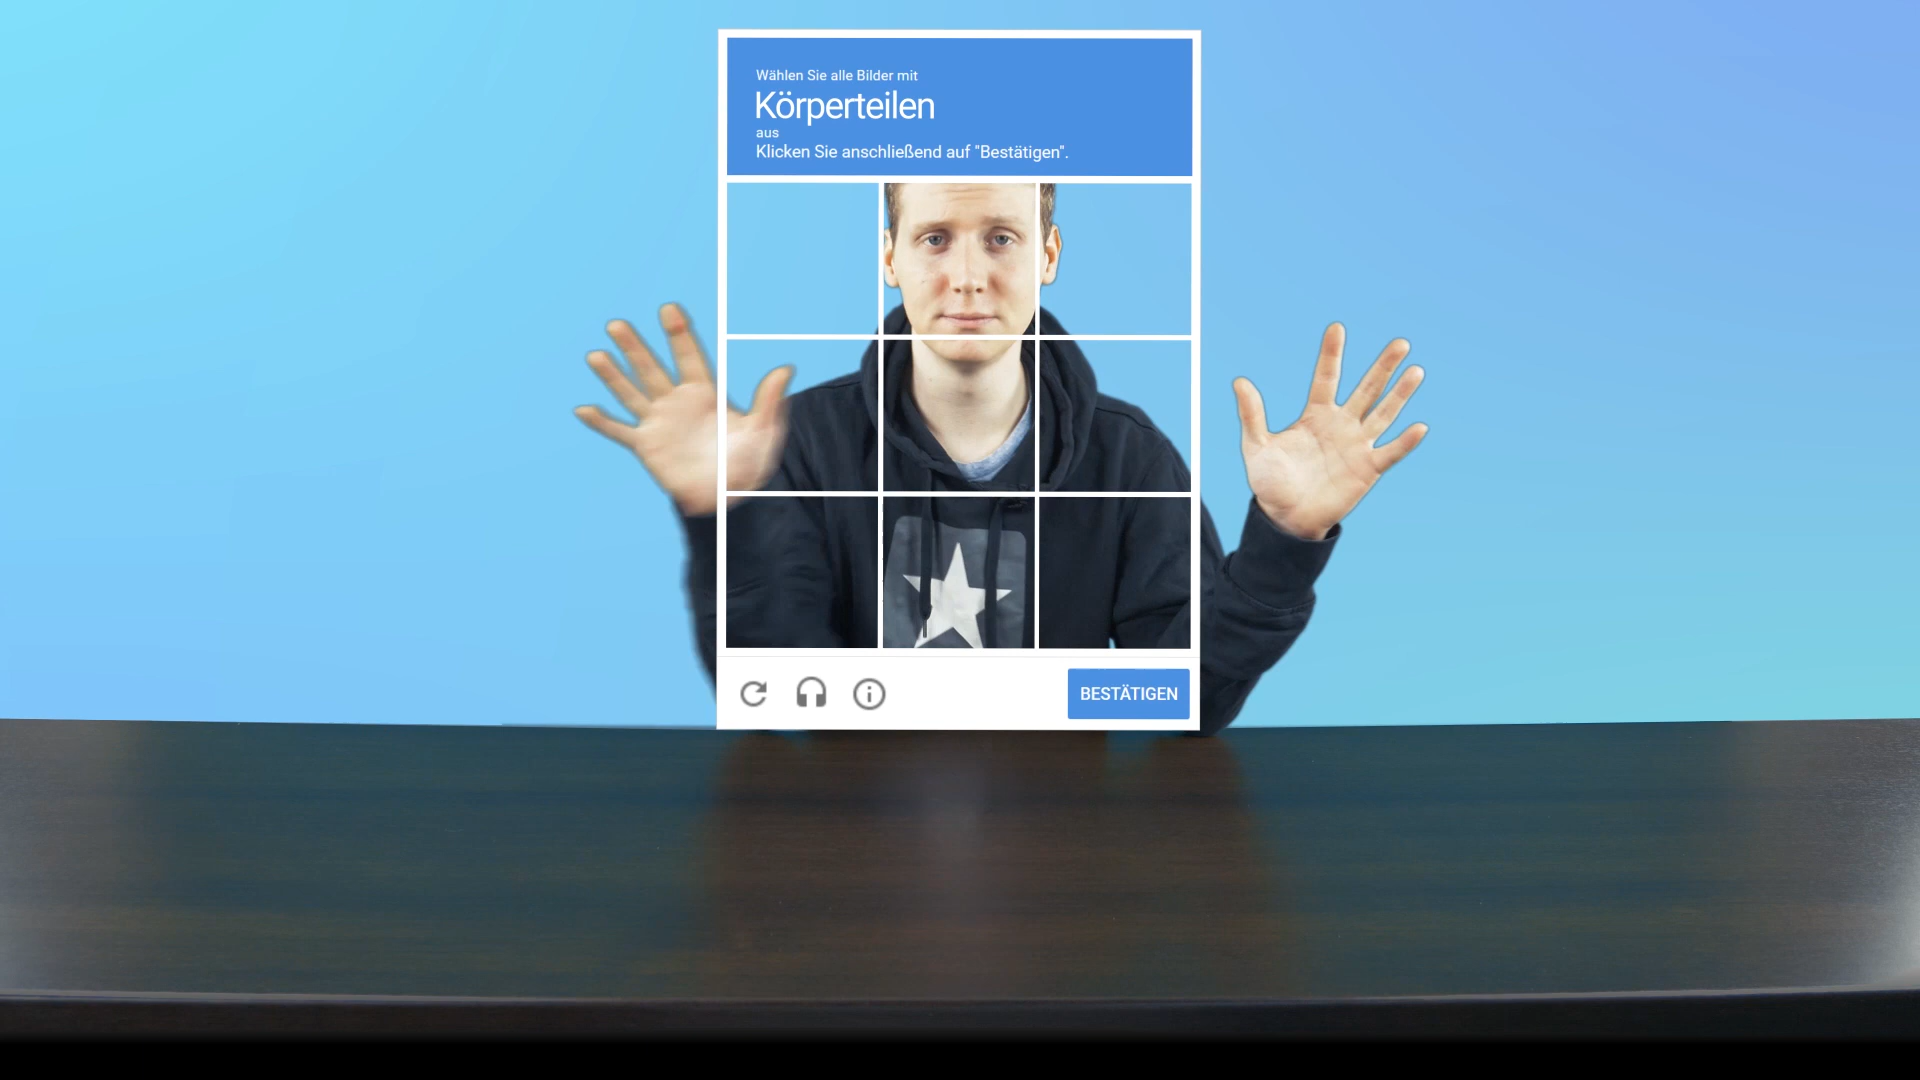 Wählen Sie alle Bilder mit
Körperteilen
aus
Klicken Sie anschließend auf "Bestätigen".
BESTÄTIGEN